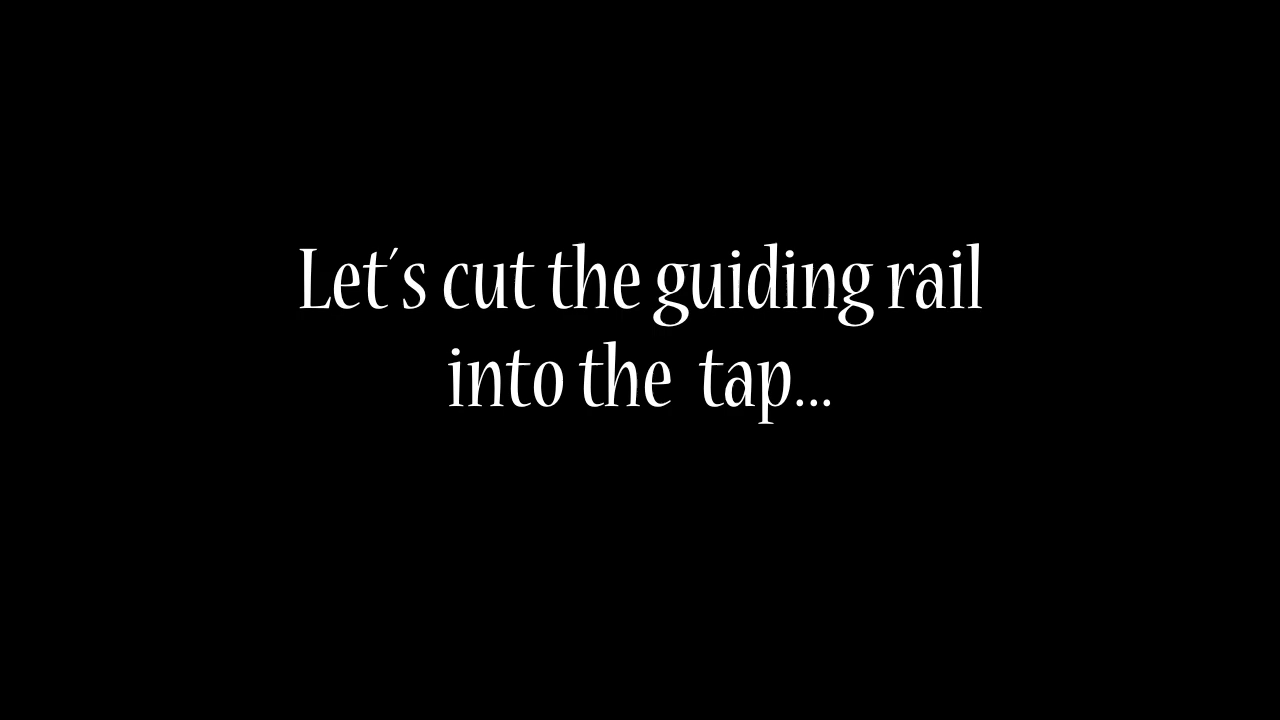 Let´s cut the guiding rail
into the  tap...